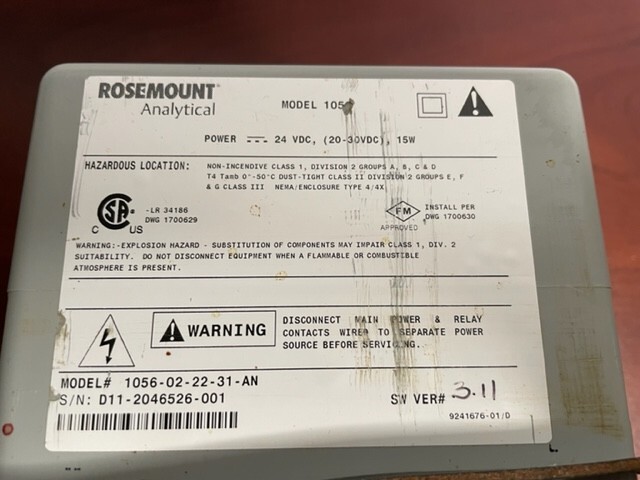 ROSEMOUNT
Analytical
MODEL 105
POWER 24 VDC, (20-30VDC), 15W
HAZARDOUS LOCATION:
NON-INCENDIVE CLASS 1, DIVISION 2 GROUPS A, B, C & D
T4 Tamb 0°-50°C DUST-TIGHT CLASS II DIVISION 2 GROUPS E, F
& G CLASS III NEMA/ENCLOSURE TYPE 4/4X
SA
C US
-LR 34186
DWG 1700629
FM
APPROVED
INSTALL PER
DWG 1700630
WARNING:-EXPLOSION HAZARD - SUBSTITUTION OF COMPONENTS MAY IMPAIR CLASS 1, DIV. 2
SUITABILITY. DO NOT DISCONNECT EQUIPMENT WHEN A FLAMMABLE OR COMBUSTIBLE
ATMOSPHERE IS PRESENT.
WARNING
DISCONNECT MAIN POWER & RELAY
CONTACTS WIRED TO SEPARATE POWER
SOURCE BEFORE SERVICING.
MODEL# 1056-02-22-31-AN
S/N: D11-2046526-001
SW VER# 3.11
9241676-01/D